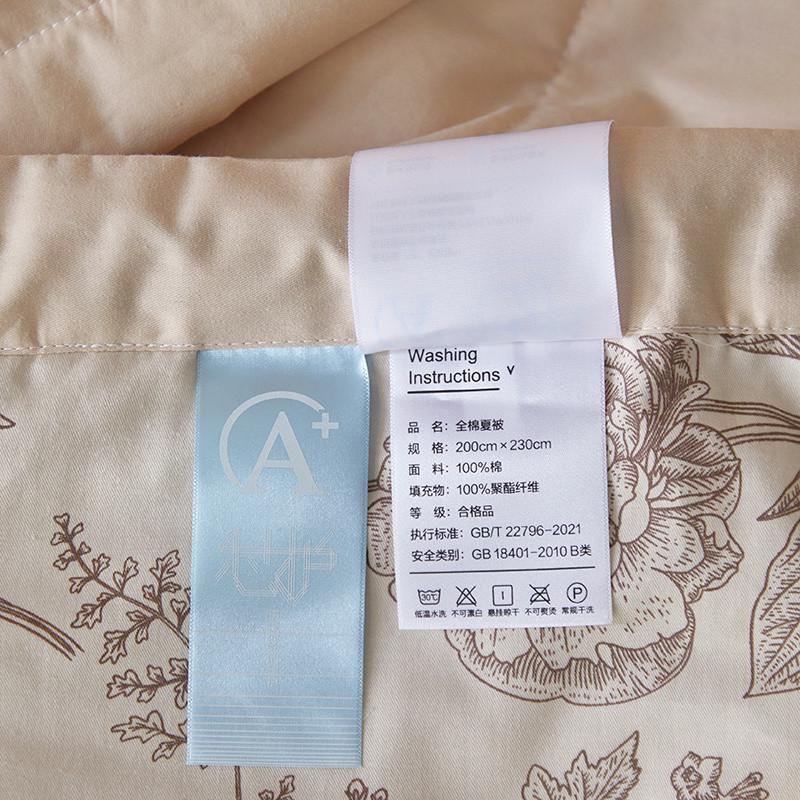 Washing
Instructions
品 名：全棉夏被
规 格：200cm×230cm
面 料：100%棉
填充物：100%聚酯纤维
等 级：合格品
执行标准：GB/T 22796-2021
安全类别：GB 18401-2010 B类
30℃
P
低温水洗 不可漂白 悬挂晾干 不可熨烫 常规干洗
A+